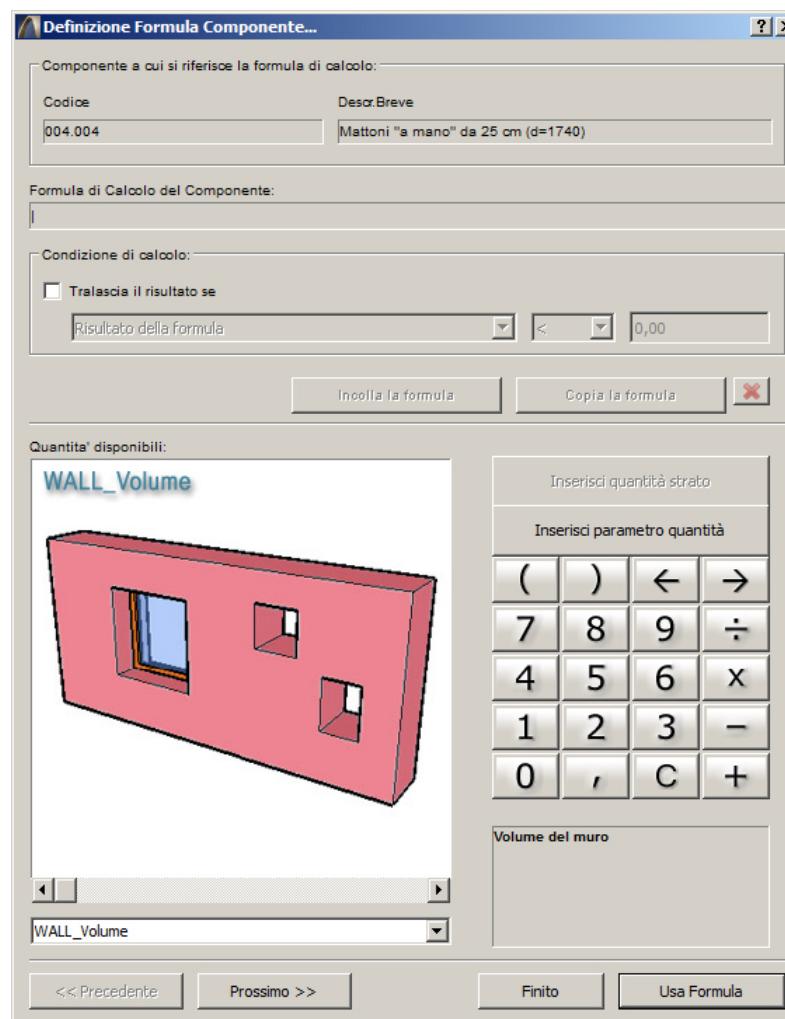 Definizione Formula Componente...
Componente a cui si riferisce la formula di calcolo:
Codice
Descr.Breve
004.004
Mattoni "a mano" da 25 cm (d=1740)
Formula di Calcolo del Componente:
Condizione di calcolo:
Tralascia il risultato se
Risultato della formula
<
0,00
Incolla la formula
Copia la formula
Quantita' disponibili:
WALL_Volume
Inserisci quantità strato
Inserisci parametro quantità
( ) ← →
7 8 9 ÷
4 5 6 x
1 2 3 −
0 , C +
Volume del muro
WALL_Volume
<< Precedente
Prossimo >>
Finito
Usa Formula